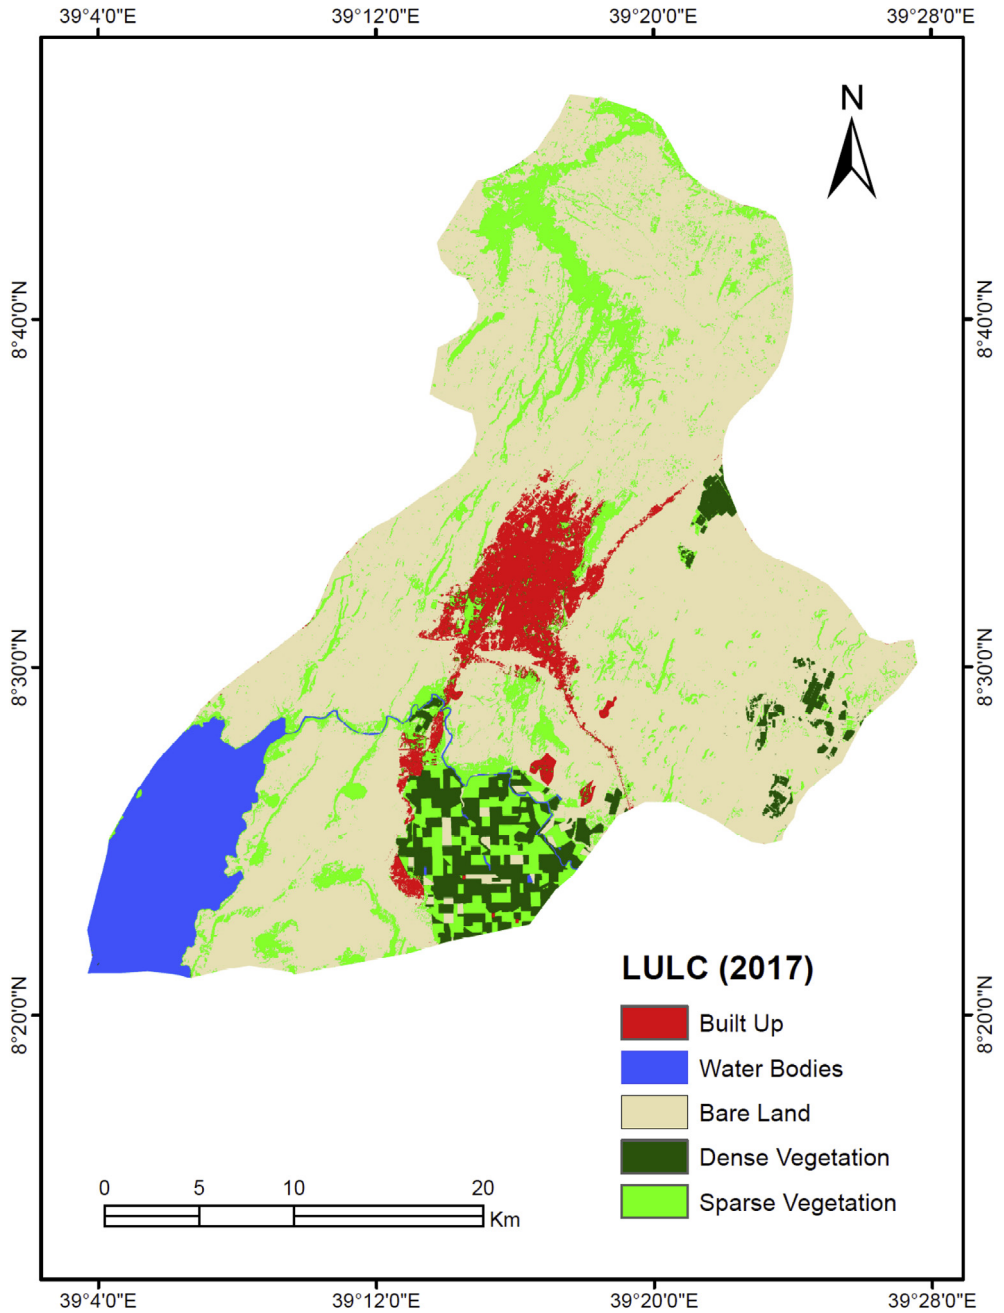 39°4'0"E 39°12'0"E 39°20'0"E 39°28'0"E
N
8°40'0"N 8°40'0"N
8°30'0"N 8°30'0"N
8°20'0"N 8°20'0"N
LULC (2017)
Built Up
Water Bodies
Bare Land
Dense Vegetation
Sparse Vegetation
0 5 10 20
Km
39°4'0"E 39°12'0"E 39°20'0"E 39°28'0"E